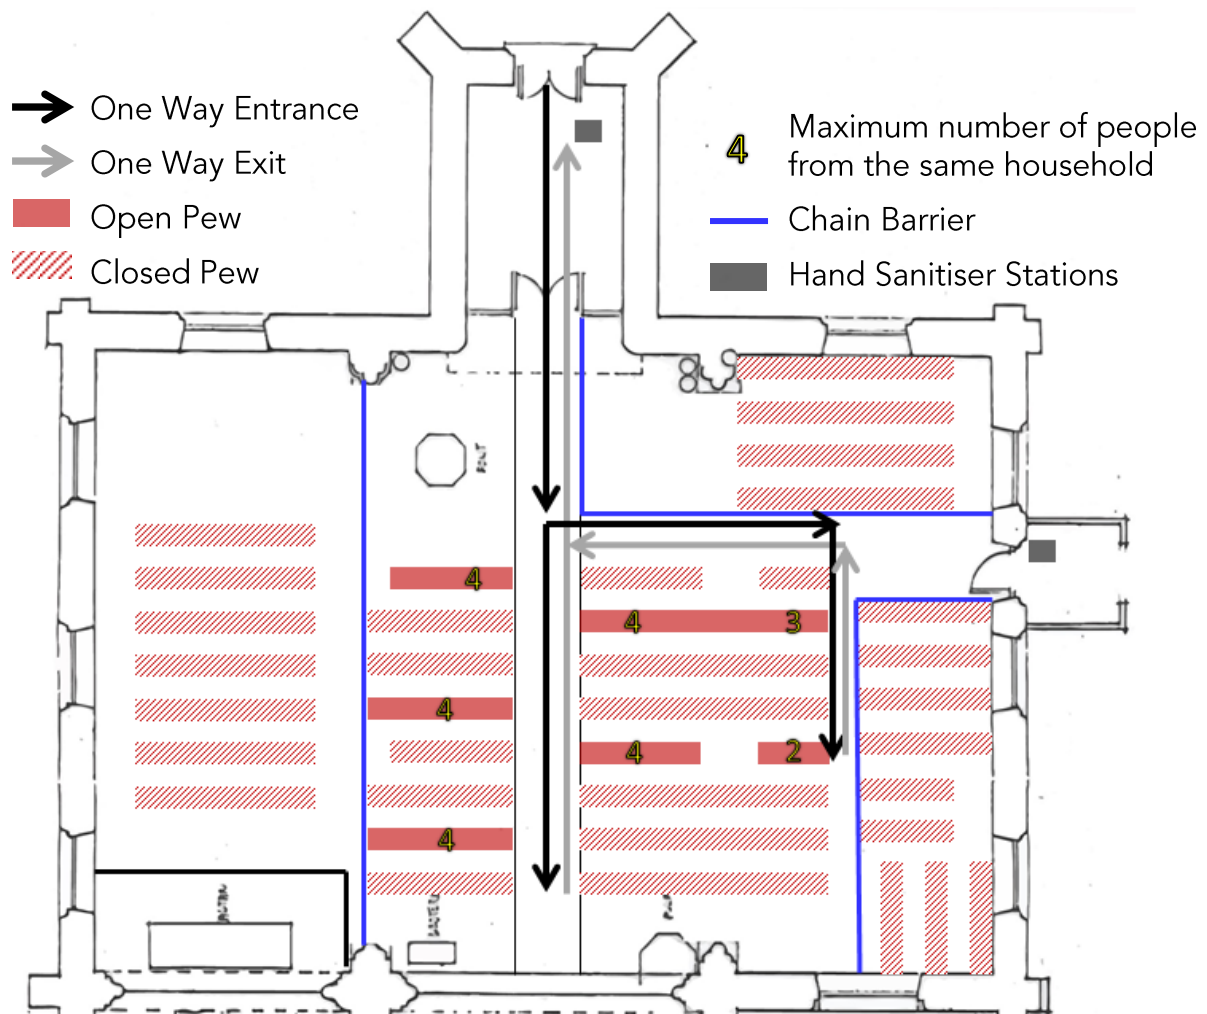 One Way Entrance
One Way Exit
Open Pew
Closed Pew
4
Maximum number of people
from the same household
Chain Barrier
Hand Sanitiser Stations
FONT
4
4
3
4
4
2
4